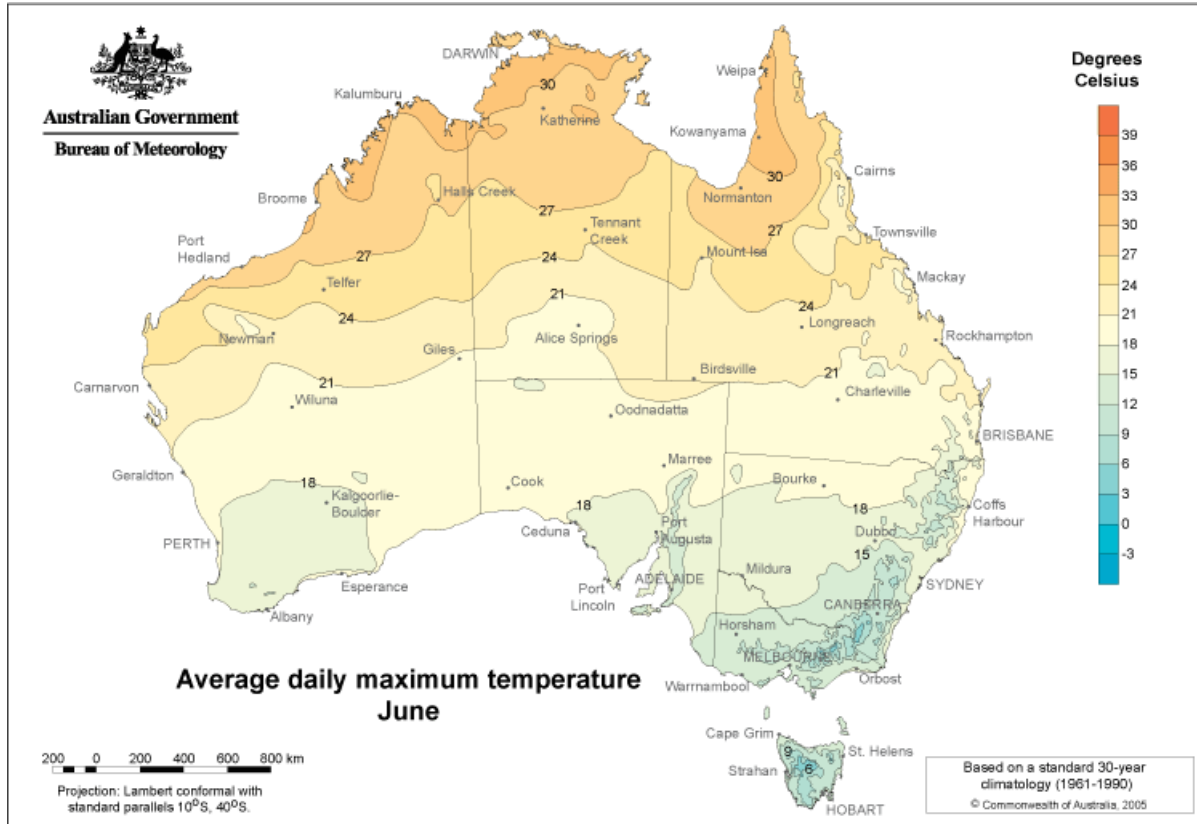 Australian Government
Bureau of Meteorology
DARWIN
Weipa
Kalumburu
30
Katherine
Kowanyama
Cairns
30
Normanton
Halls Creek
Broome
27
Tennant
Creek
27
Townsville
Port
Hedland
27
24
Mount Isa
Mackay
Telfer
21
24
24
Longreach
Newman
Alice Springs
Rockhampton
Giles
Carnarvon
21
Birdsville
21
Charleville
Wiluna
Oodnadatta
BRISBANE
Geraldton
Marree
18
Kalgoorlie-
Boulder
Cook
Bourke
18
18
Coffs
Harbour
Ceduna
Port
Augusta
Dubbo
PERTH
15
Esperance
Port
Lincoln
ADELAIDE
Mildura
SYDNEY
Albany
CANBERRA
Horsham
MELBOURNE
Warrnambool
Orbost
Cape Grim
9
St. Helens
Strahan
6
HOBART
Degrees
Celsius
39
36
33
30
27
24
21
18
15
12
9
6
3
0
-3
Average daily maximum temperature
June
200 0 200 400 600 800 km
Projection: Lambert conformal with
standard parallels 10°S, 40°S.
Based on a standard 30-year
climatology (1961-1990)
© Commonwealth of Australia, 2005